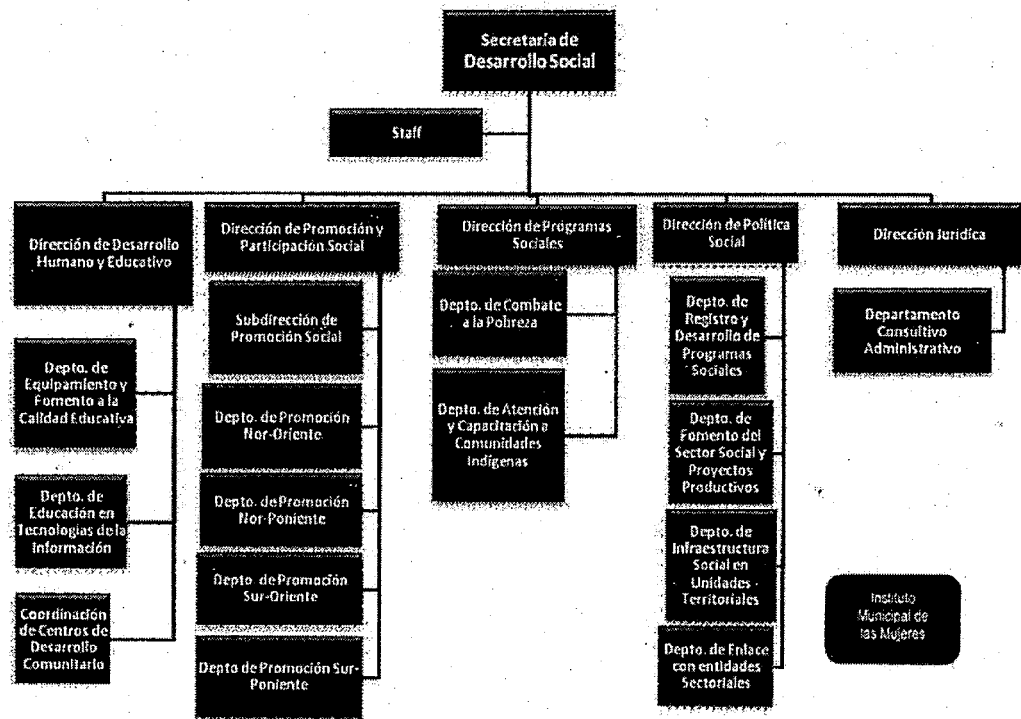 Secretaría de
Desarrollo Social
Staff
Dirección de Desarrollo
Humano y Educativo
Depto. de
Equipamiento y
Fomento a la
Calidad Educativa
Depto. de
Educación en
Tecnologías de la
Información
Coordinación
de Centros de
Desarrollo
Comunitario
Dirección de Promoción y
Participación Social
Subdirección de
Promoción Social
Depto. de Promoción
Nor-Oriente
Depto. de Promoción
Nor-Poniente
Depto. de Promoción
Sur-Oriente
Depto de Promoción Sur-
Poniente
Dirección de Programas
Sociales
Depto. de Combate
a la Pobreza
Depto. de Atención
y Capacitación a
Comunidades
Indígenas
Dirección de Política
Social
Depto. de
Registro y
Desarrollo de
Programas
Sociales
Depto. de
Fomento del
Sector Social y
Proyectos
Productivos
Depto. de
Infraestructura
Social en
Unidades
Territoriales
Depto. de Enlace
con entidades
Sectoriales
Dirección Jurídica
Departamento
Consultivo
Administrativo
Instituto
Municipal de
las Mujeres